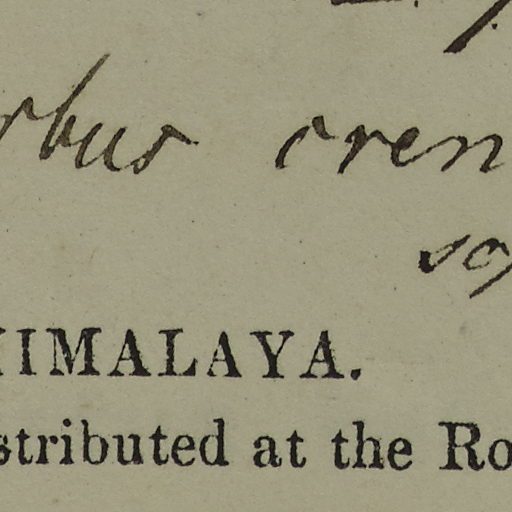 rbus cren
HIMALAYA.
stributed at the Ro